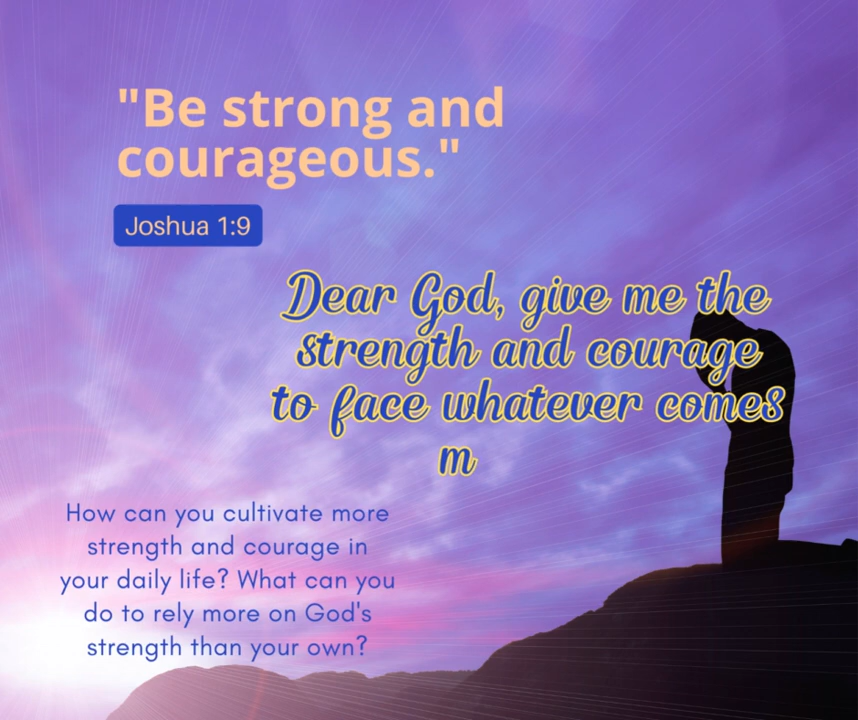 "Be strong and
courageous."
Joshua 1:9
Dear God, give me the
strength and courage
to face whatever comes
m
How can you cultivate more
strength and courage in
your daily life? What can you
do to rely more on God's
strength than your own?